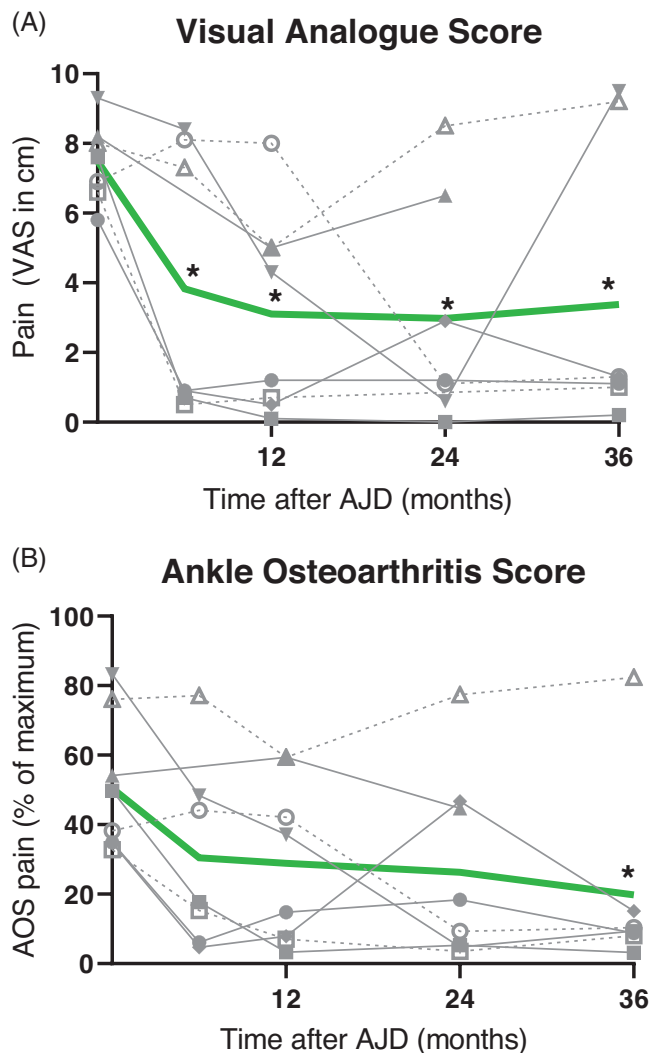 (A)
Visual Analogue Score
Pain (VAS in cm)
10
8
6
4
2
0
*
*
*
*
12
24
36
Time after AJD (months)
(B)
Ankle Osteoarthritis Score
AOS pain (% of maximum)
100
80
60
40
20
0
*
12
24
36
Time after AJD (months)